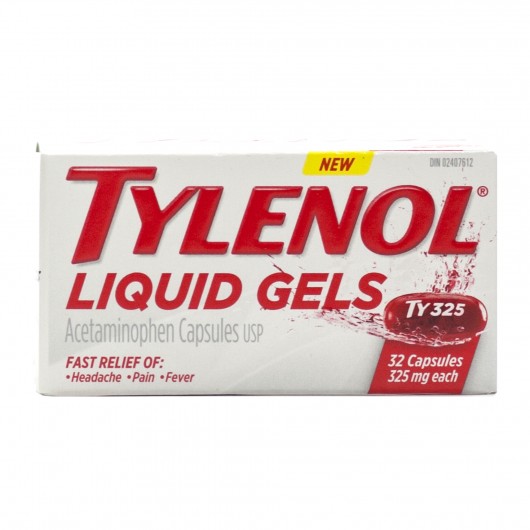 NEW
DIN 02407612
TYLENOL®
LIQUID GELS
TY 325
Acetaminophen Capsules USP
FAST RELIEF OF:
•Headache •Pain •Fever
32 Capsules
325 mg each